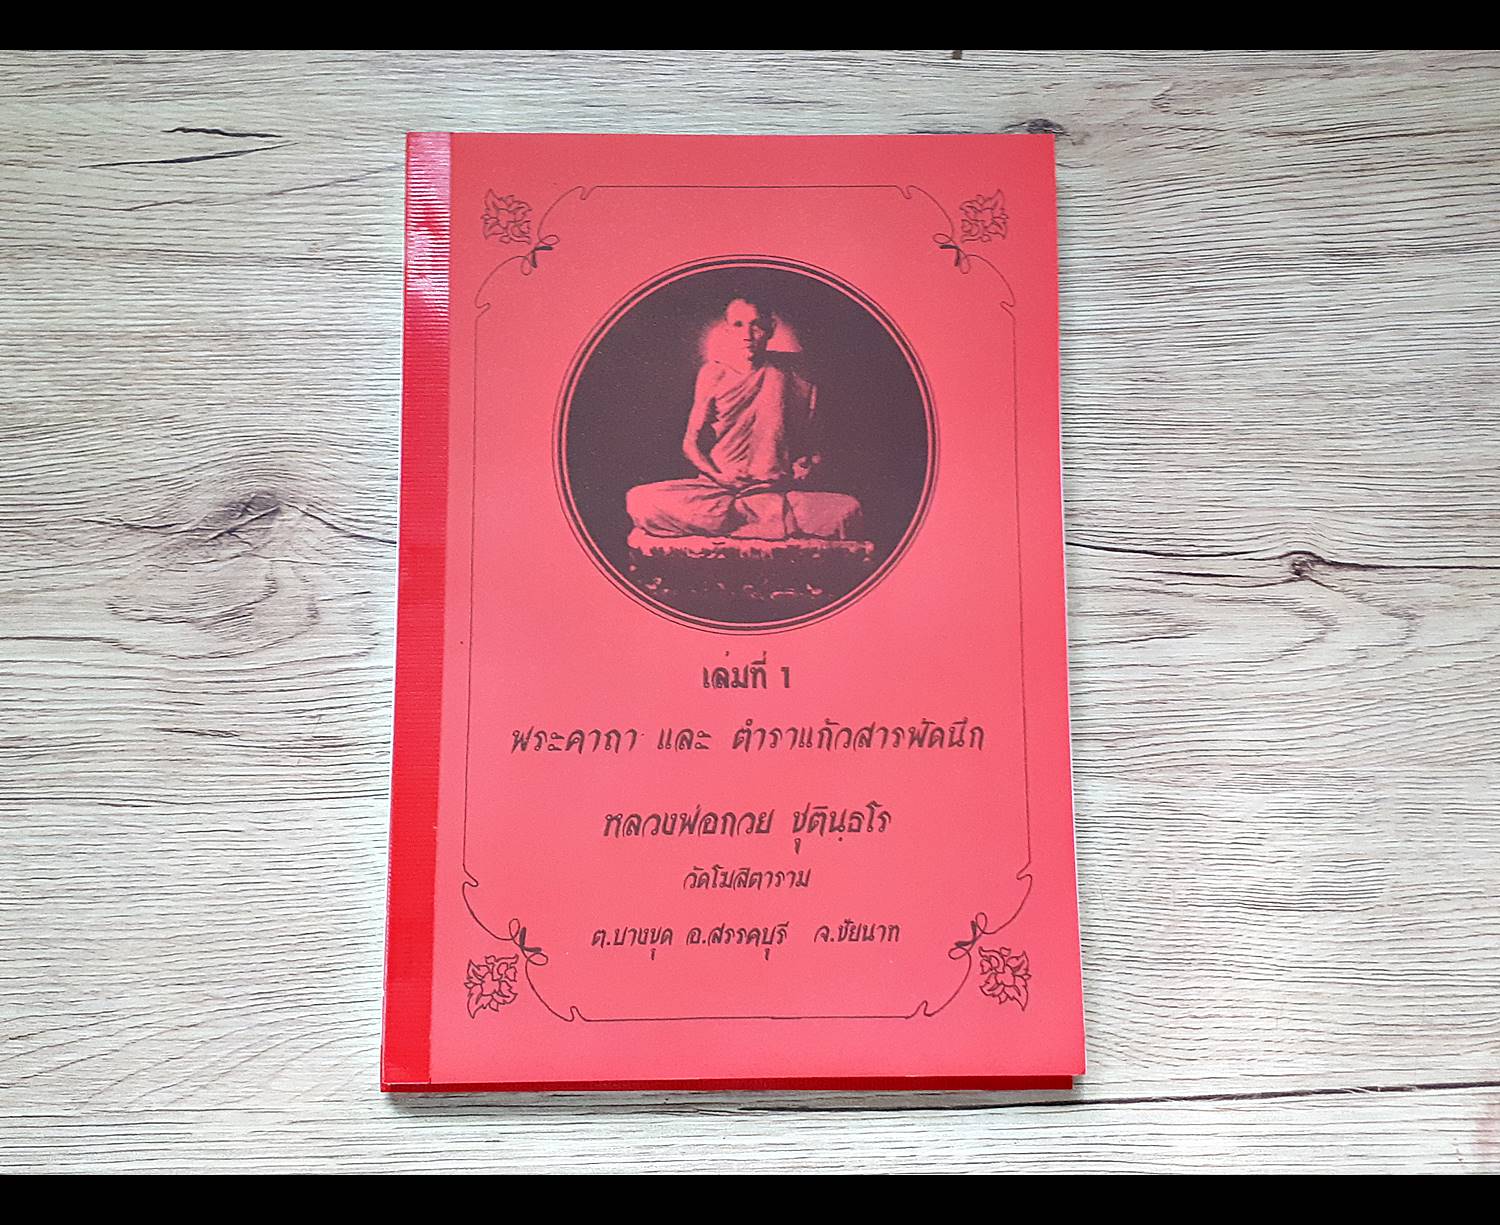 เล่มที่ 1
พระคาถา และ ตำราแก้วสารพัดนึก
หลวงพ่อกวย ชุตินฺธโร
วัดโฆสิตาราม
ต.บางขุด อ.สรรคบุรี จ.ชัยนาท